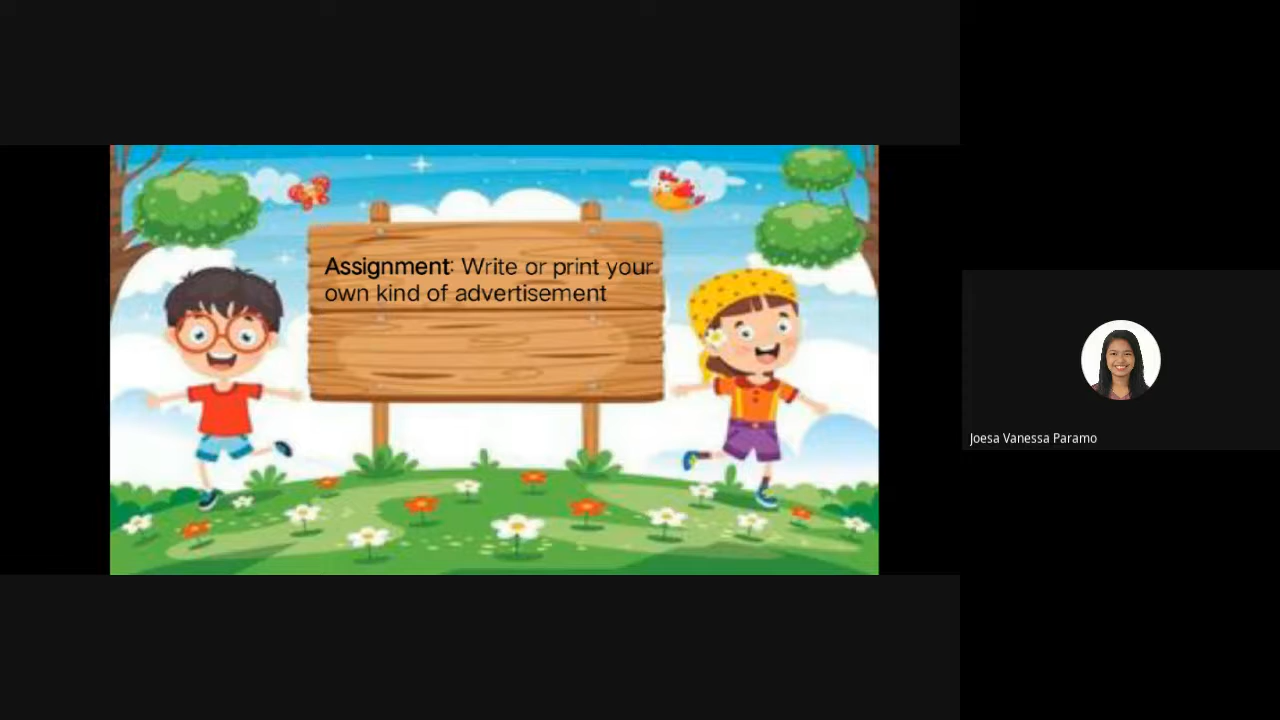 Assignment: Write or print your
own kind of advertisement
Joesa Vanessa Paramo